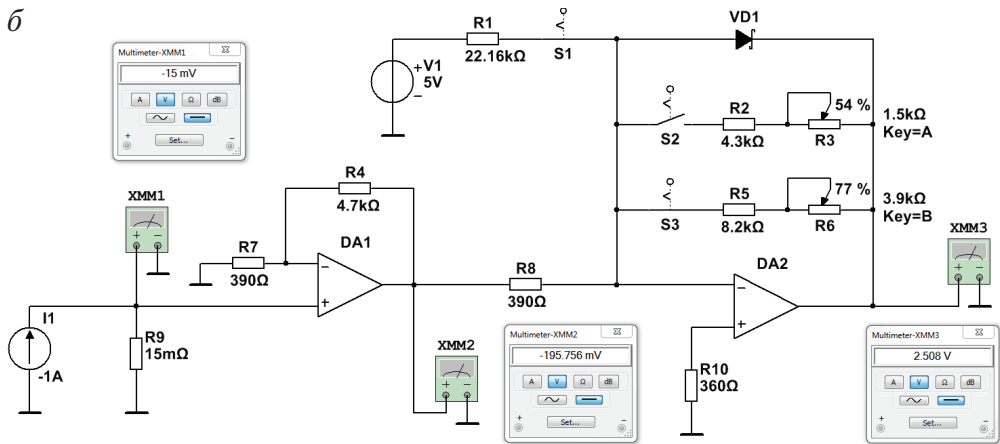 б
Multimeter-XMM1
-15 mV
A V Ω dB
Set...
+ −
R1
22.16kΩ
S1
V1
5V
+
−
VD1
S2
R2
4.3kΩ
54 %
R3
1.5kΩ
Key=A
S3
R5
8.2kΩ
77 %
R6
3.9kΩ
Key=B
XMM1
+ −
R4
4.7kΩ
DA1
R7
390Ω
−
+
R8
390Ω
DA2
−
+
XMM3
+ −
I1
-1A
R9
15mΩ
XMM2
+ −
R10
360Ω
Multimeter-XMM2
-195.756 mV
A V Ω dB
Set...
+ −
Multimeter-XMM3
2.508 V
A V Ω dB
Set...
+ −